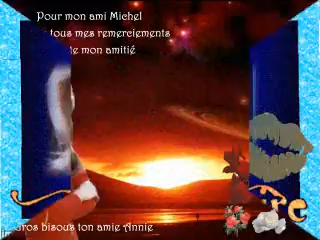 Pour mon ami Michel
tous mes remerciements
mon amitié
Gros bisous ton amie Annie